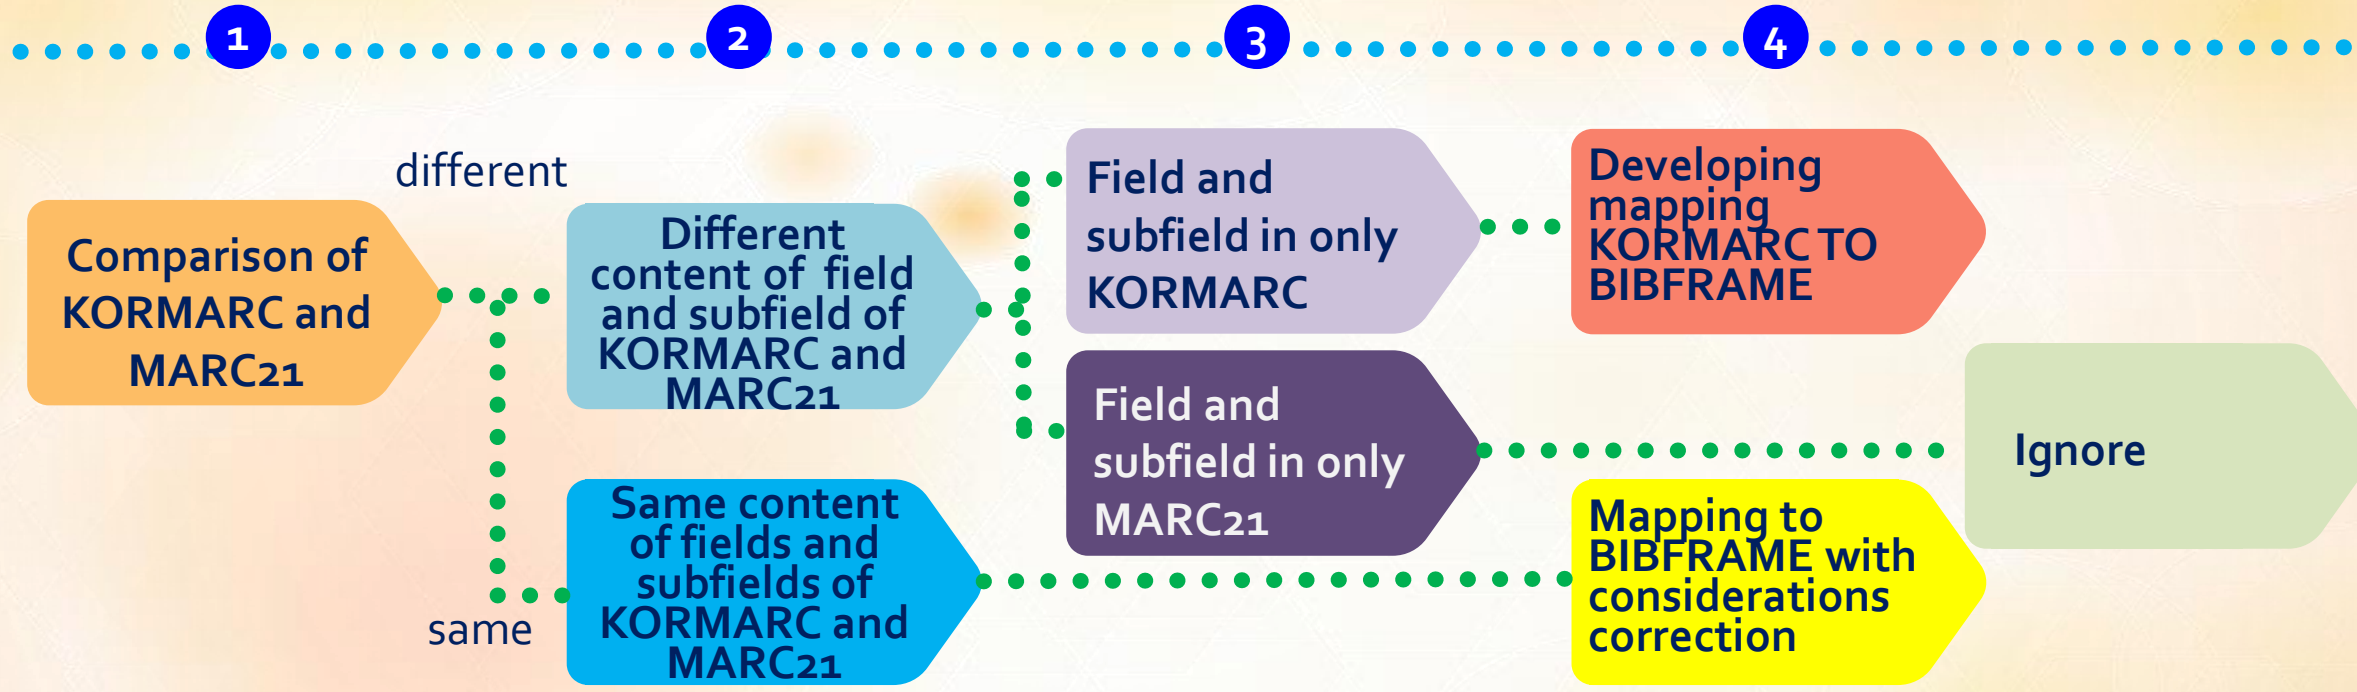 1
2
3
4
different
Comparison of
KORMARC and
MARC21
Different
content of field
and subfield of
KORMARC and
MARC21
same
Same content
of fields and
subfields of
KORMARC and
MARC21
Field and
subfield in only
KORMARC
Field and
subfield in only
MARC21
Developing
mapping
KORMARC TO
BIBFRAME
Ignore
Mapping to
BIBFRAME with
considerations
correction